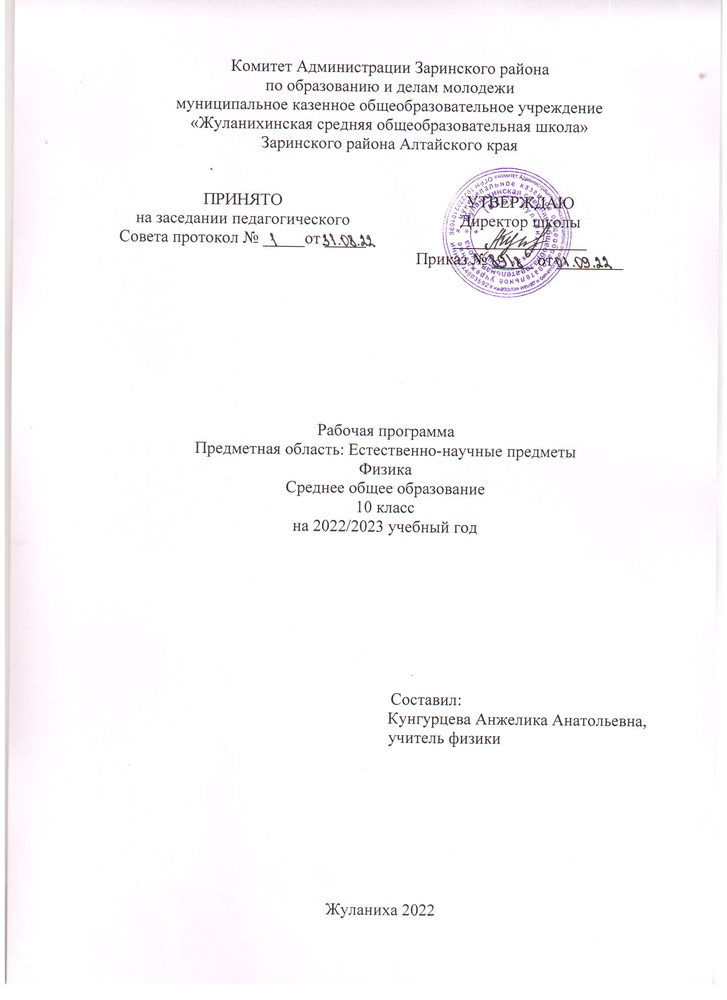 Комитет Администрации Заринского района
по образованию и делам молодежи
муниципальное казенное общеобразовательное учреждение
«Жуланихинская средняя общеобразовательная школа»
Заринского района Алтайского края
ПРИНЯТО
на заседании педагогического
Совета протокол № 1 от 31.08.22
УТВЕРЖДАЮ
Директор школы
Приказ № от 01.09.22
Рабочая программа
Предметная область: Естественно-научные предметы
Физика
Среднее общее образование
10 класс
на 2022/2023 учебный год
Составил:
Кунгурцева Анжелика Анатольевна,
учитель физики
Жуланиха 2022